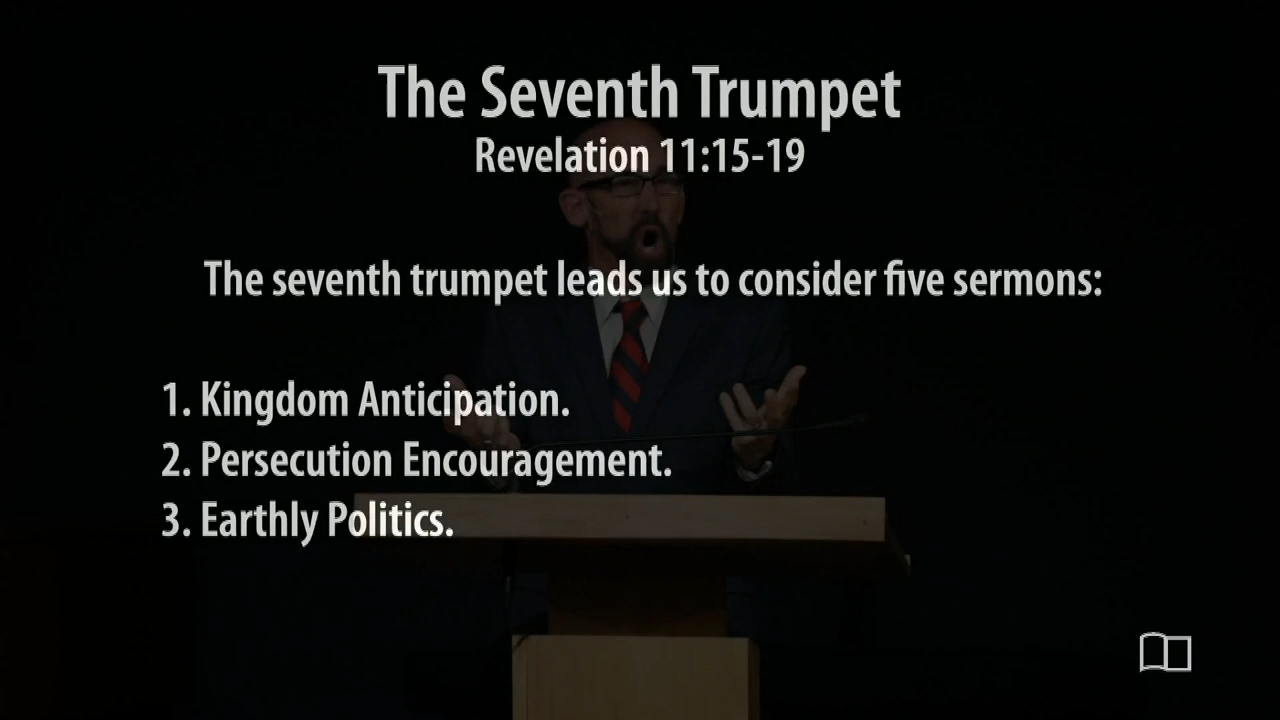 The Seventh Trumpet
Revelation 11:15-19
The seventh trumpet leads us to consider five sermons:
1. Kingdom Anticipation.
2. Persecution Encouragement.
3. Earthly Politics.